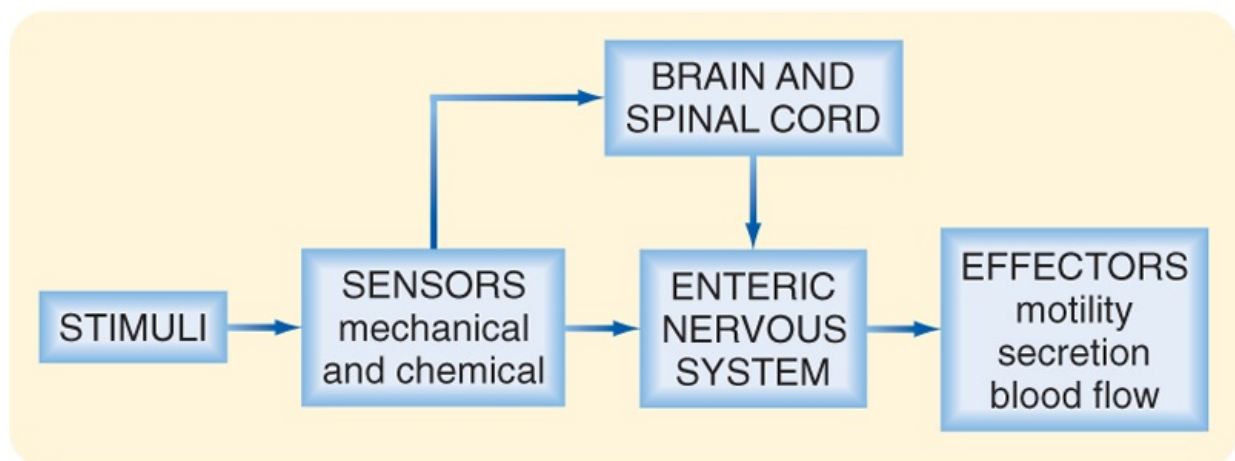 BRAIN AND
SPINAL CORD
STIMULI
SENSORS
mechanical
and chemical
ENTERIC
NERVOUS
SYSTEM
EFFECTORS
motility
secretion
blood flow